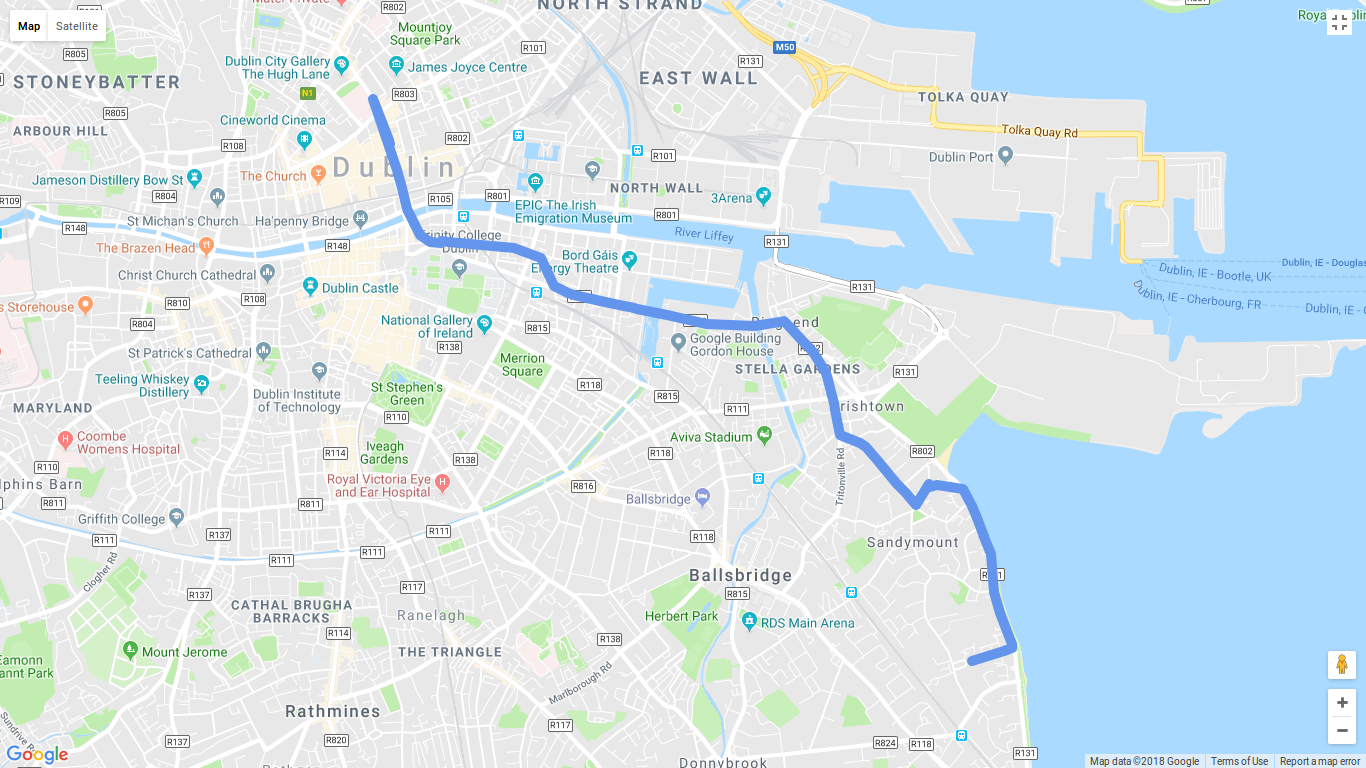 Map
Satellite
Mater Private
R802
NORTH STRAND
R131
Mountjoy
Square Park
R101
M50
R805
STONEYBATTER
Dublin City Gallery
The Hugh Lane
James Joyce Centre
EAST WALL
R131
N1
R803
TOLKA QUAY
R805
Cineworld Cinema
ARBOUR HILL
R108
R802
Tolka Quay Rd
R101
Dublin Port
Dublin
The Church
Jameson Distillery Bow St
R804
NORTH WALL
R109
R105
R801
3Arena
EPIC The Irish
Emigration Museum
R801
St Michan's Church
Ha'penny Bridge
R148
River Liffey
Trinity College
Dublin
R148
The Brazen Head
R131
Bord Gáis
Energy Theatre
Christ Church Cathedral
Dublin, IE - Douglas
Dublin, IE - Bootle, UK
Dublin Castle
R131
Dublin, IE - Cherbourg, FR
Dublin, IE -
s Storehouse
R810
R108
R804
National Gallery
of Ireland
R815
R138
Google Building
Gordon House
St Patrick's Cathedral
Merrion
Square
STELLA GARDENS
R131
Teeling Whiskey
Distillery
Dublin Institute
of Technology
St Stephen's
Green
R118
R815
MARYLAND
R110
R111
Irishtown
Coombe
Womens Hospital
Aviva Stadium
R114
Iveagh
Gardens
R138
R118
R802
R110
Tritonville Rd
lphins Barn
Royal Victoria Eye
and Ear Hospital
R816
Ballsbridge
R811
R811
Griffith College
R137
R111
R111
R118
Sandymount
R111
R111
Clogher Rd
R117
Ballsbridge
R815
R137
CATHAL BRUGHA
BARRACKS
Ranelagh
Herbert Park
RDS Main Arena
R114
R138
Mount Jerome
THE TRIANGLE
Eamonn
annt Park
Marlborough Rd
Rathmines
R117
Sundrive Rd
R137
R820
R824
R118
R131
Donnybrook
Google
Map data ©2018 Google
Terms of Use
Report a map error